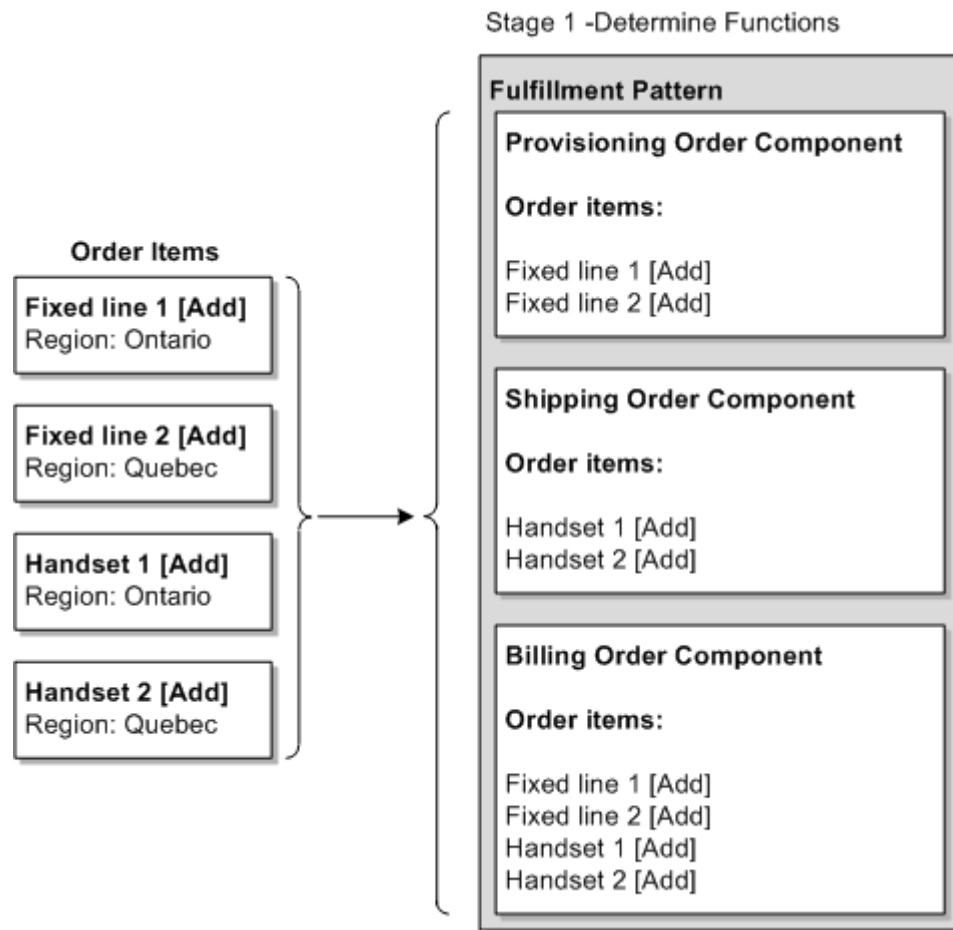 Stage 1 -Determine Functions
Order Items
Fixed line 1 [Add]
Region: Ontario
Fixed line 2 [Add]
Region: Quebec
Handset 1 [Add]
Region: Ontario
Handset 2 [Add]
Region: Quebec
Fulfillment Pattern
Provisioning Order Component
Order items:
Fixed line 1 [Add]
Fixed line 2 [Add]
Shipping Order Component
Order items:
Handset 1 [Add]
Handset 2 [Add]
Billing Order Component
Order items:
Fixed line 1 [Add]
Fixed line 2 [Add]
Handset 1 [Add]
Handset 2 [Add]